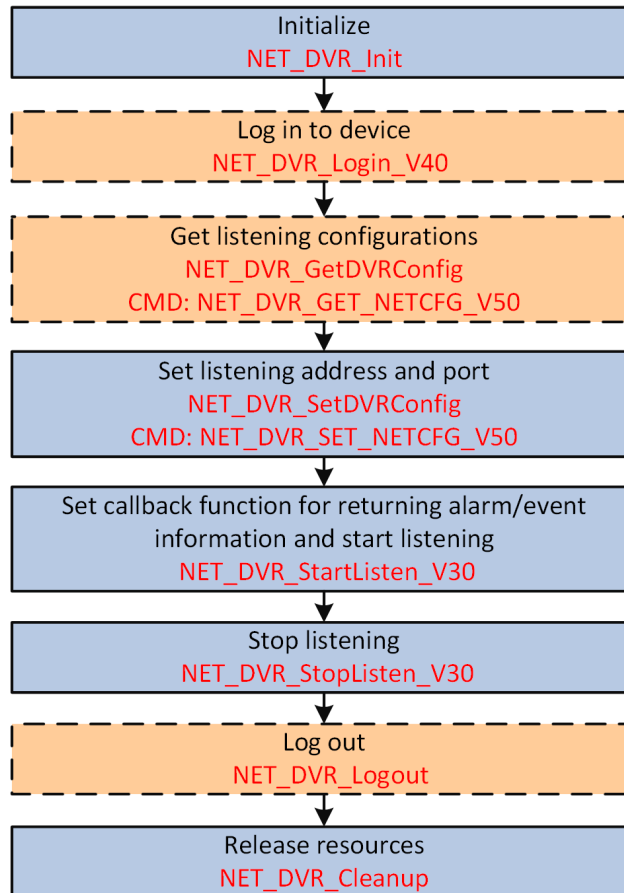 Initialize
NET_DVR_Init
Log in to device
NET_DVR_Login_V40
Get listening configurations
NET_DVR_GetDVRConfig
CMD: NET_DVR_GET_NETCFG_V50
Set listening address and port
NET_DVR_SetDVRConfig
CMD: NET_DVR_SET_NETCFG_V50
Set callback function for returning alarm/event
information and start listening
NET_DVR_StartListen_V30
Stop listening
NET_DVR_StopListen_V30
Log out
NET_DVR_Logout
Release resources
NET_DVR_Cleanup